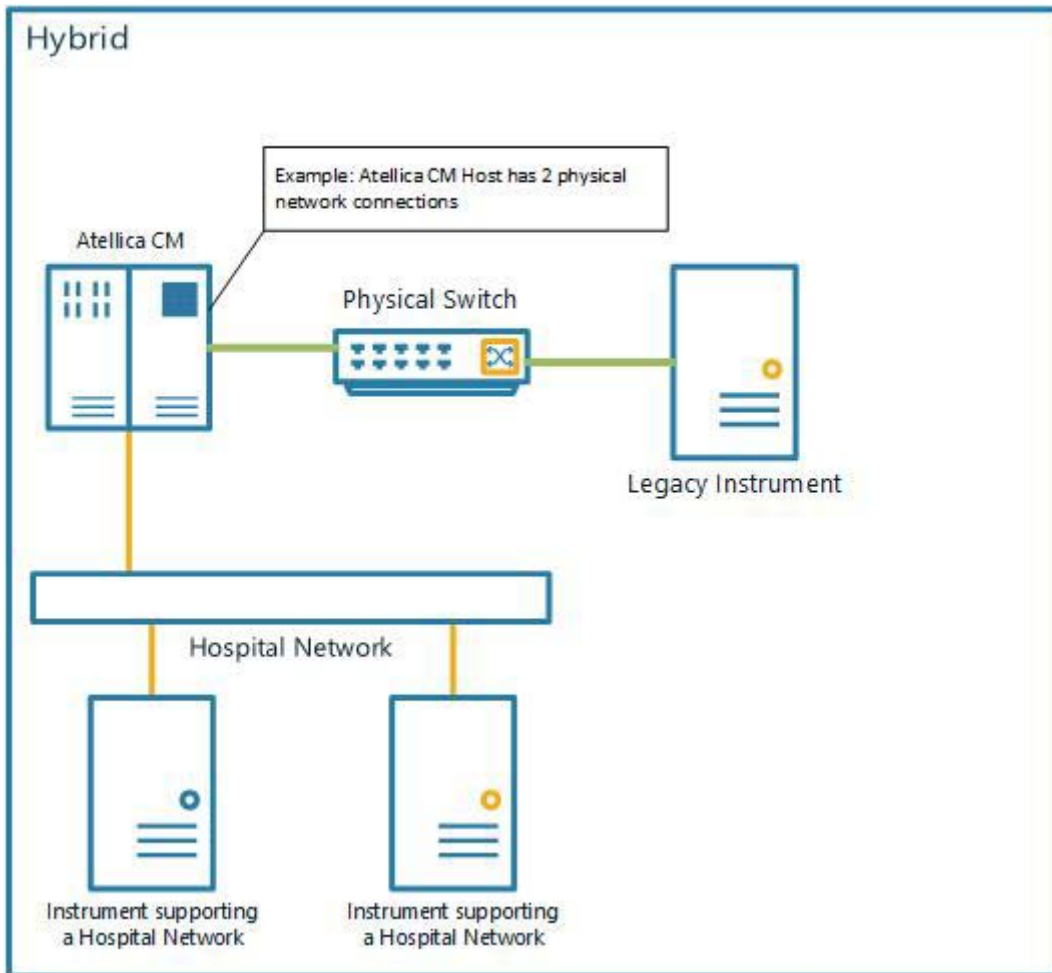 Hybrid
Example: Atellica CM Host has 2 physical
network connections
Atellica CM
Physical Switch
Legacy Instrument
Hospital Network
Instrument supporting
a Hospital Network
Instrument supporting
a Hospital Network